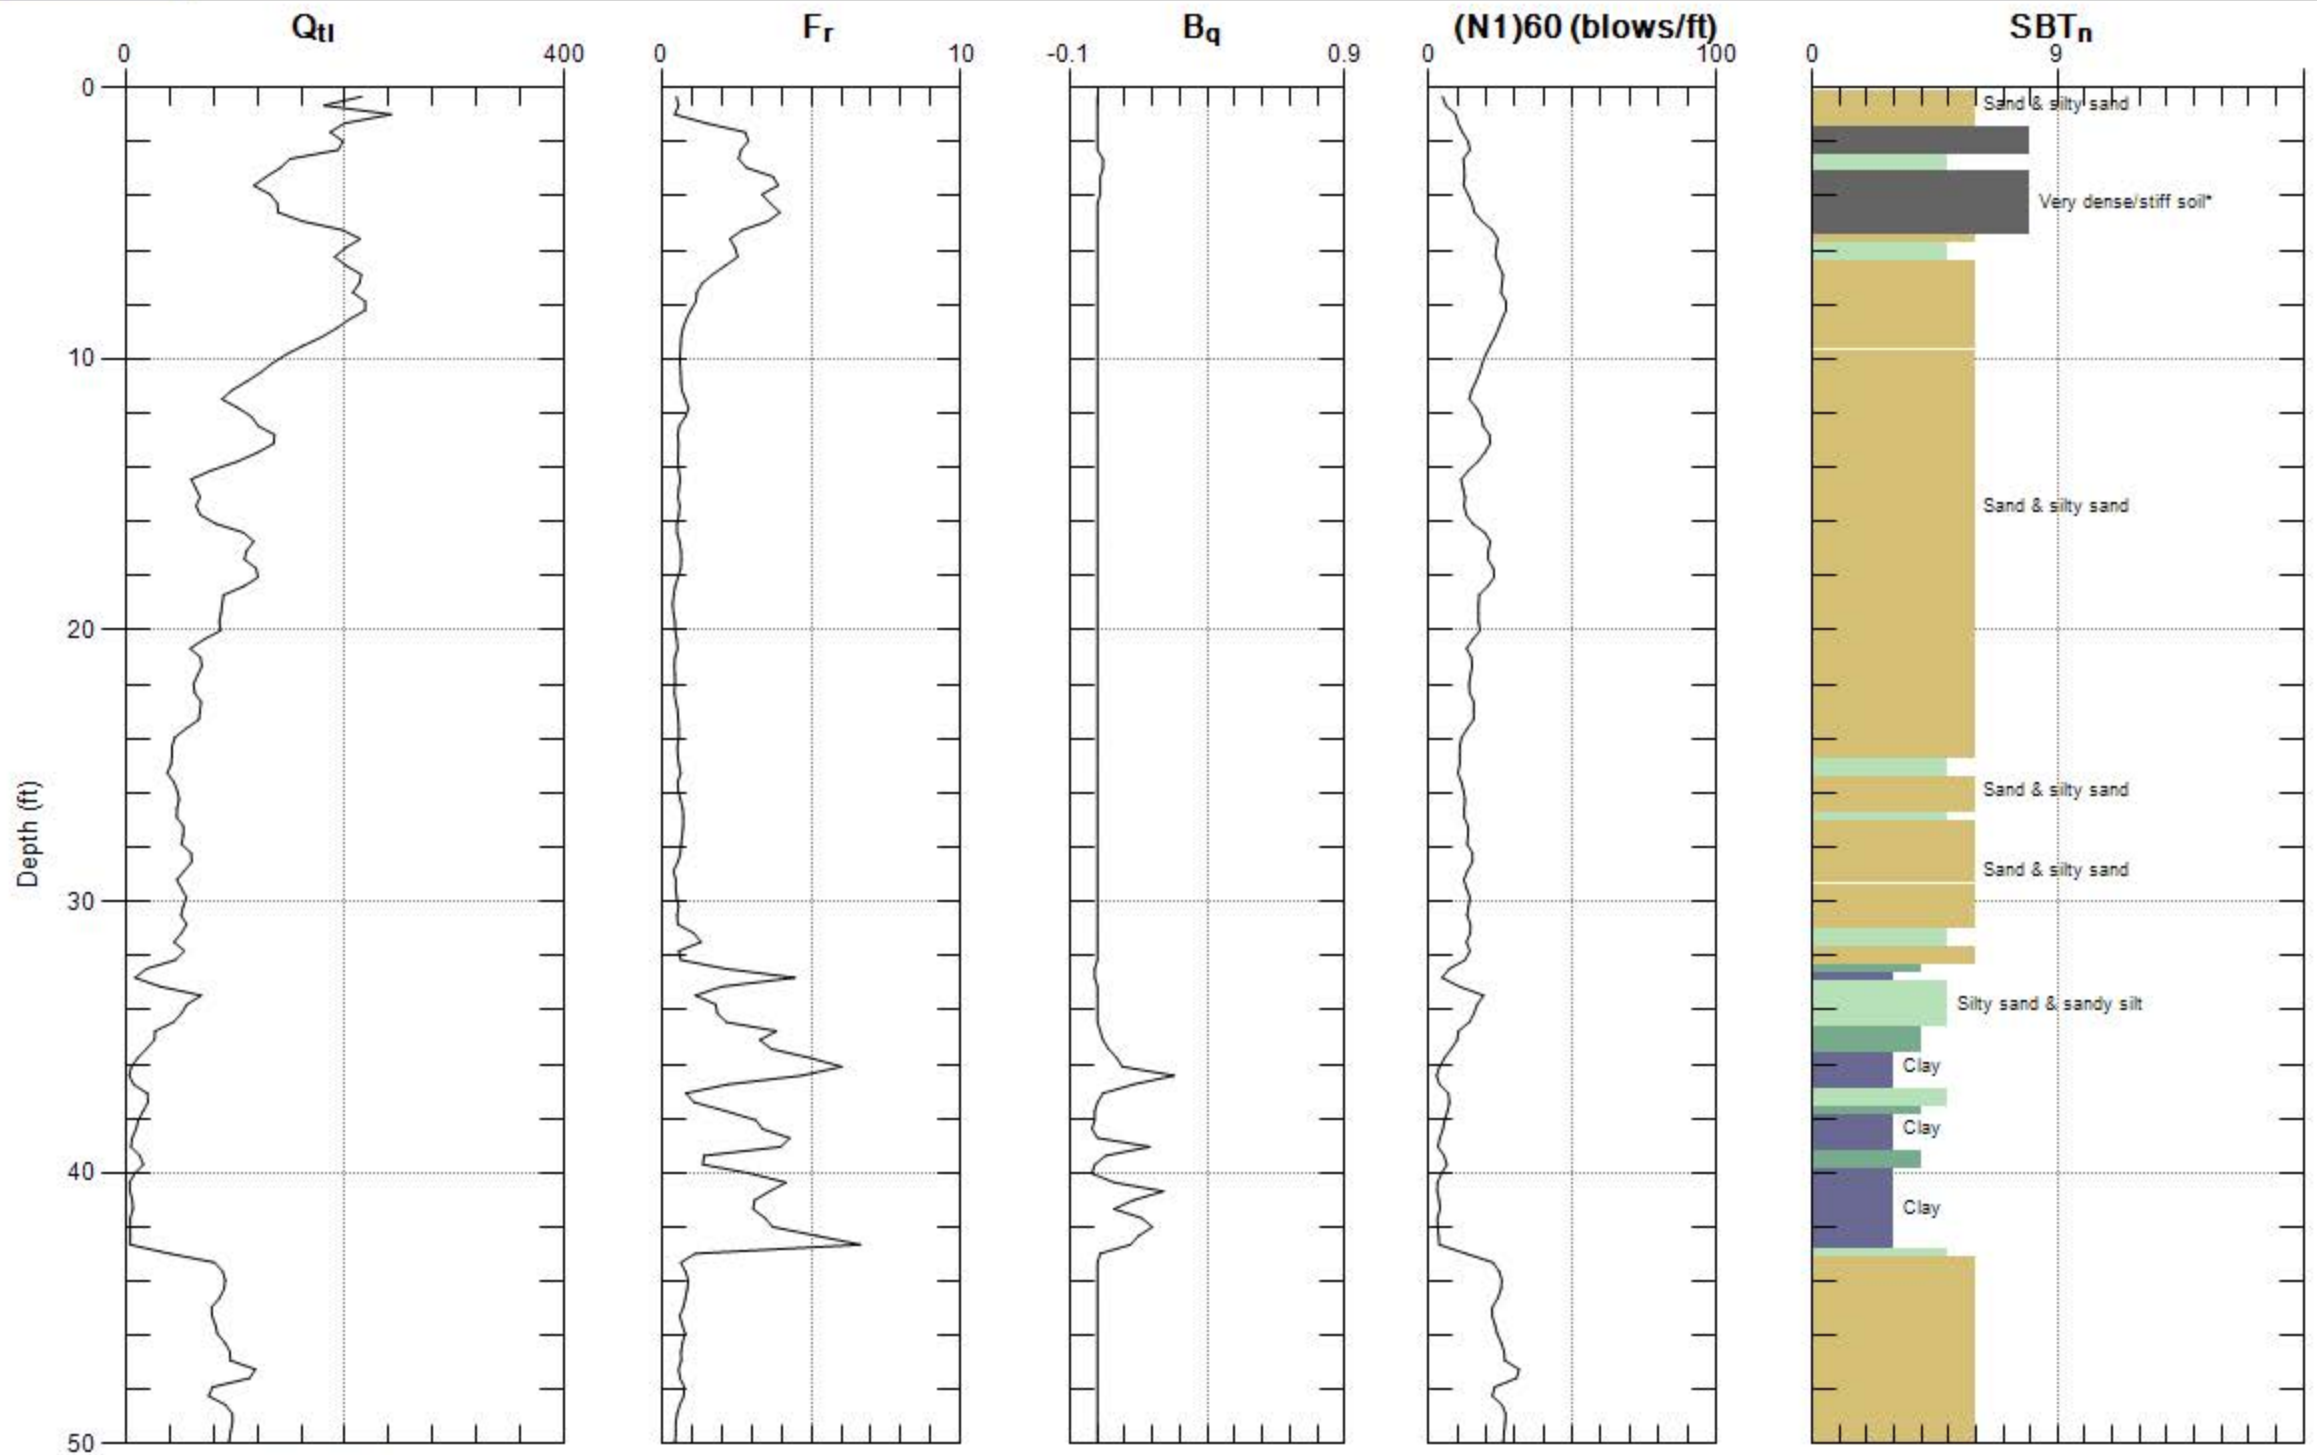 Qtl Fr Bq (N1)60 (blows/ft) SBTn
0 400 0 10 -0.1 0.9 0 100 0 9
0
Sand & silty sand
Very dense/stiff soil*
10
Sand & silty sand
20
Depth (ft)
Sand & silty sand
Sand & silty sand
30
Silty sand & sandy silt
Clay
Clay
40
Clay
50